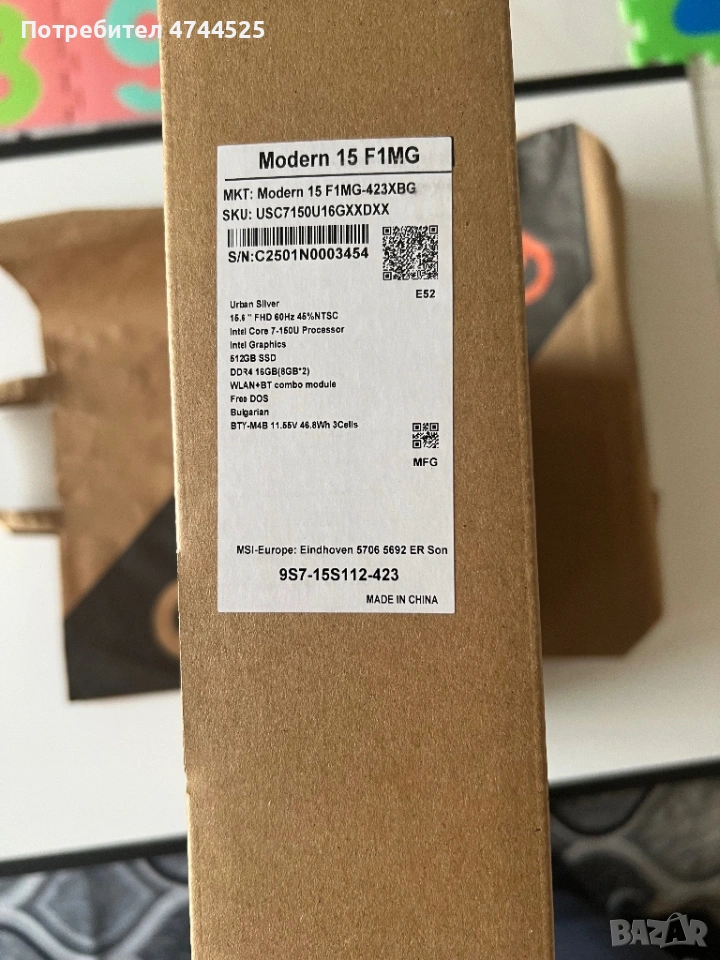 Потребител 4744525
Modern 15 F1MG
MKT: Modern 15 F1MG-423XBG
SKU: USC7150U16GXXDXX
S/N:C2501N0003454
E52
Urban Silver
15.6 " FHD 60Hz 45%NTSC
Intel Core 7-150U Processor
Intel Graphics
512GB SSD
DDR4 16GB(8GB*2)
WLAN+BT combo module
Free DOS
Bulgarian
BTY-M4B 11.55V 46.8Wh 3Cells
MFG
MSI-Europe: Eindhoven 5706 5692 ER Son
9S7-15S112-423
MADE IN CHINA
BAZAR